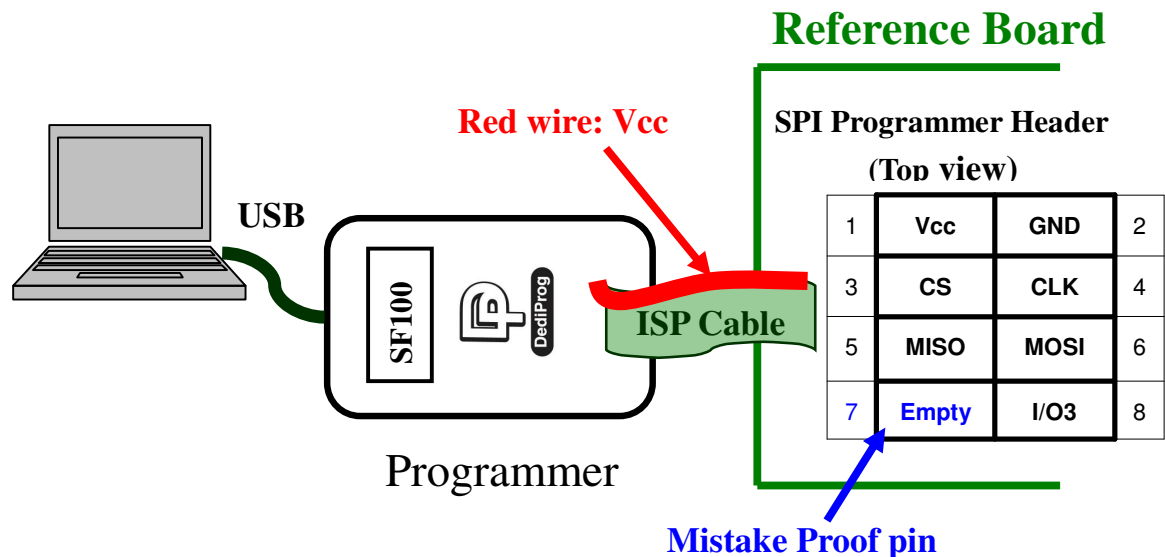 Reference Board
Red wire: Vcc
SPI Programmer Header
(Top view)
USB
1 Vcc GND 2
3 CS CLK 4
5 MISO MOSI 6
7 Empty I/O3 8
SF100
DediProg
ISP Cable
Programmer
Mistake Proof pin